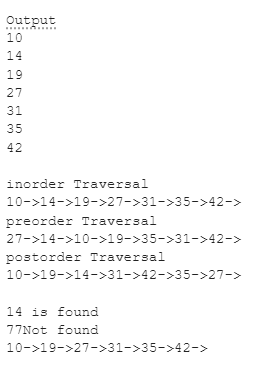 Output
10
14
19
27
31
35
42
inorder Traversal
10->14->19->27->31->35->42->
preorder Traversal
27->14->10->19->35->31->42->
postorder Traversal
10->19->14->31->42->35->27->
14 is found
77Not found
10->19->27->31->35->42->